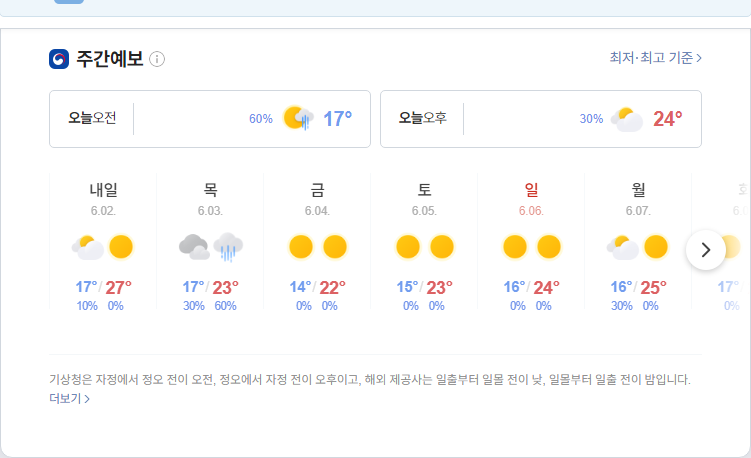 주간예보
최저·최고 기준
오늘오전 60% 17°
오늘오후 30% 24°
내일 목 금 토 일 월
6.02. 6.03. 6.04. 6.05. 6.06. 6.07.
17°/27° 17°/23° 14°/22° 15°/23° 16°/24° 16°/25° 17°
10% 0% 30% 60% 0% 0% 0% 0% 0% 0% 30% 0% 0%
기상청은 자정에서 정오 전이 오전, 정오에서 자정 전이 오후이고, 해외 제공사는 일출부터 일몰 전이 낮, 일몰부터 일출 전이 밤입니다.
더보기